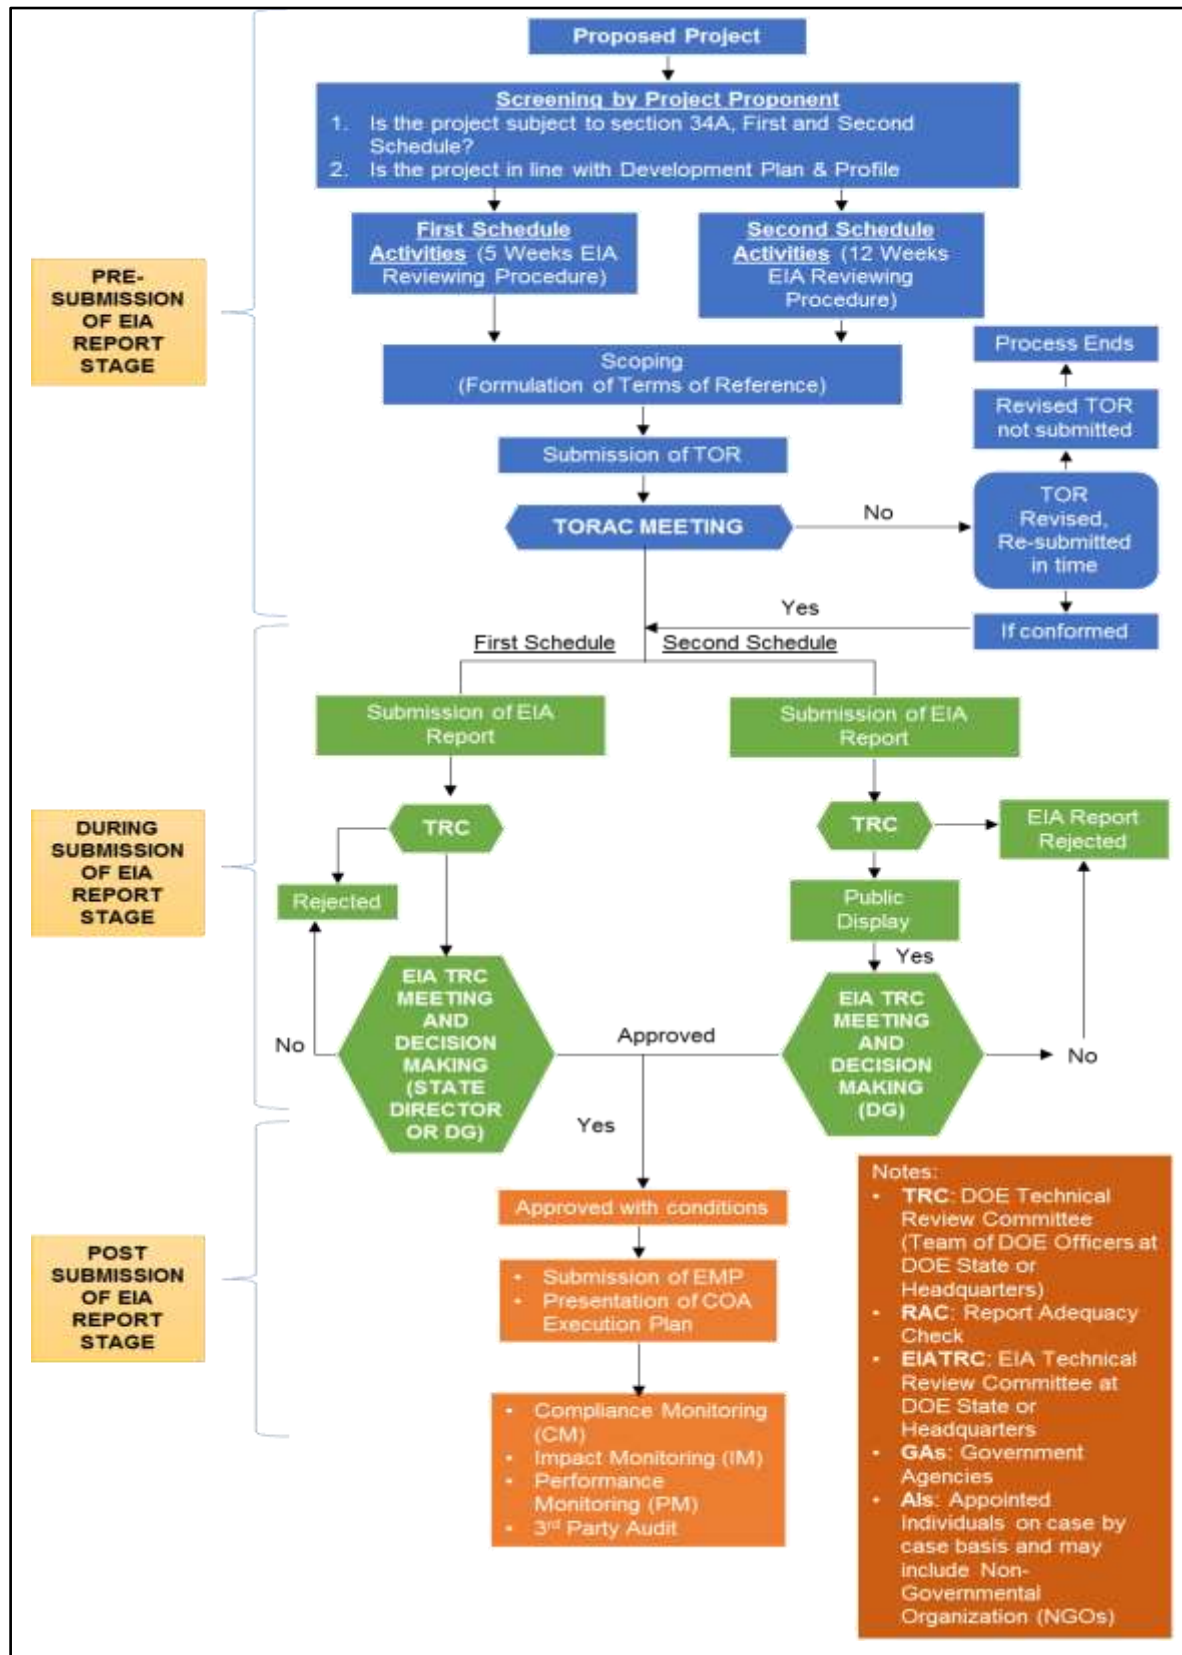 Proposed Project
Screening by Project Proponent
1. Is the project subject to section 34A, First and Second
Schedule?
2. Is the project in line with Development Plan & Profile
First Schedule
Activities (5 Weeks EIA
Reviewing Procedure)
Second Schedule
Activities (12 Weeks
EIA Reviewing
Procedure)
PRE-
SUBMISSION
OF EIA
REPORT
STAGE
Scoping
(Formulation of Terms of Reference)
Process Ends
Revised TOR
not submitted
Submission of TOR
TORAC MEETING
No
TOR
Revised,
Re-submitted
in time
Yes
If conformed
First Schedule
Second Schedule
Submission of EIA
Report
Submission of EIA
Report
DURING
SUBMISSION
OF EIA
REPORT
STAGE
TRC
TRC
EIA Report
Rejected
Rejected
Public
Display
Yes
EIA TRC
MEETING
AND
DECISION
MAKING
(STATE
DIRECTOR
OR DG)
EIA TRC
MEETING
AND
DECISION
MAKING
(DG)
No
Approved
No
Yes
POST
SUBMISSION
OF EIA
REPORT
STAGE
Approved with conditions
• Submission of EMP
• Presentation of COA
Execution Plan
• Compliance Monitoring
(CM)
• Impact Monitoring (IM)
• Performance
Monitoring (PM)
• 3rd Party Audit
Notes:
• TRC: DOE Technical
Review Committee
(Team of DOE Officers at
DOE State or
Headquarters)
• RAC: Report Adequacy
Check
• EIATRC: EIA Technical
Review Committee at
DOE State or
Headquarters
• GAs: Government
Agencies
• AIs: Appointed
Individuals on case by
case basis and may
include Non-
Governmental
Organization (NGOs)